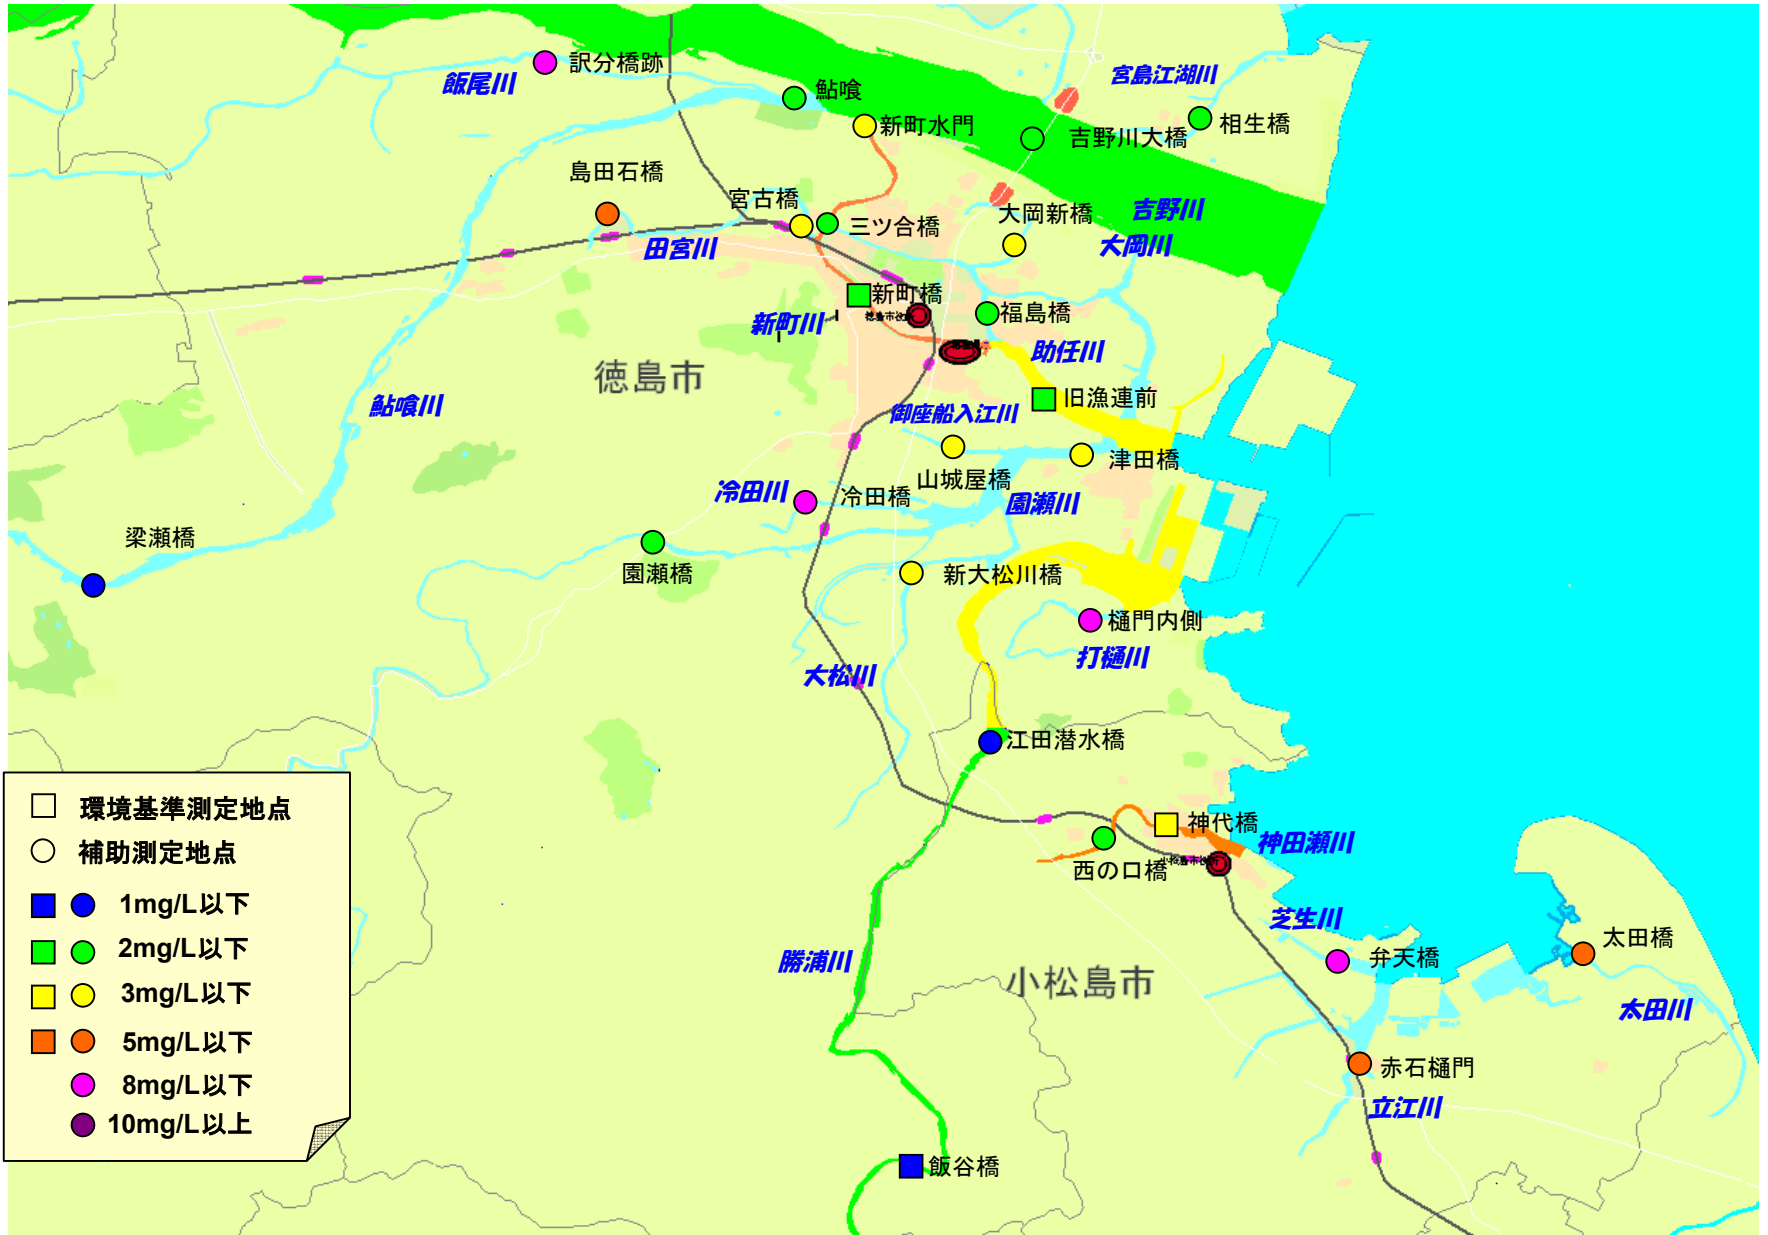 訳分橋跡
飯尾川
宮島江湖川
鮎喰
新町水門
相生橋
吉野川大橋
島田石橋
宮古橋
三ツ合橋
大岡新橋
吉野川
大岡川
田宮川
新町橋
新町川
福島橋
助任川
徳島市
鮎喰川
旧漁連前
御座船入江川
山城屋橋
津田橋
冷田川
冷田橋
園瀬川
梁瀬橋
園瀬橋
新大松川橋
樋門内側
打樋川
大松川
江田潜水橋
神代橋
神田瀬川
西の口橋
芝生川
弁天橋
太田橋
太田川
勝浦川
小松島市
赤石樋門
立江川
飯谷橋
環境基準測定地点
補助測定地点
1mg/L以下
2mg/L以下
3mg/L以下
5mg/L以下
8mg/L以下
10mg/L以上